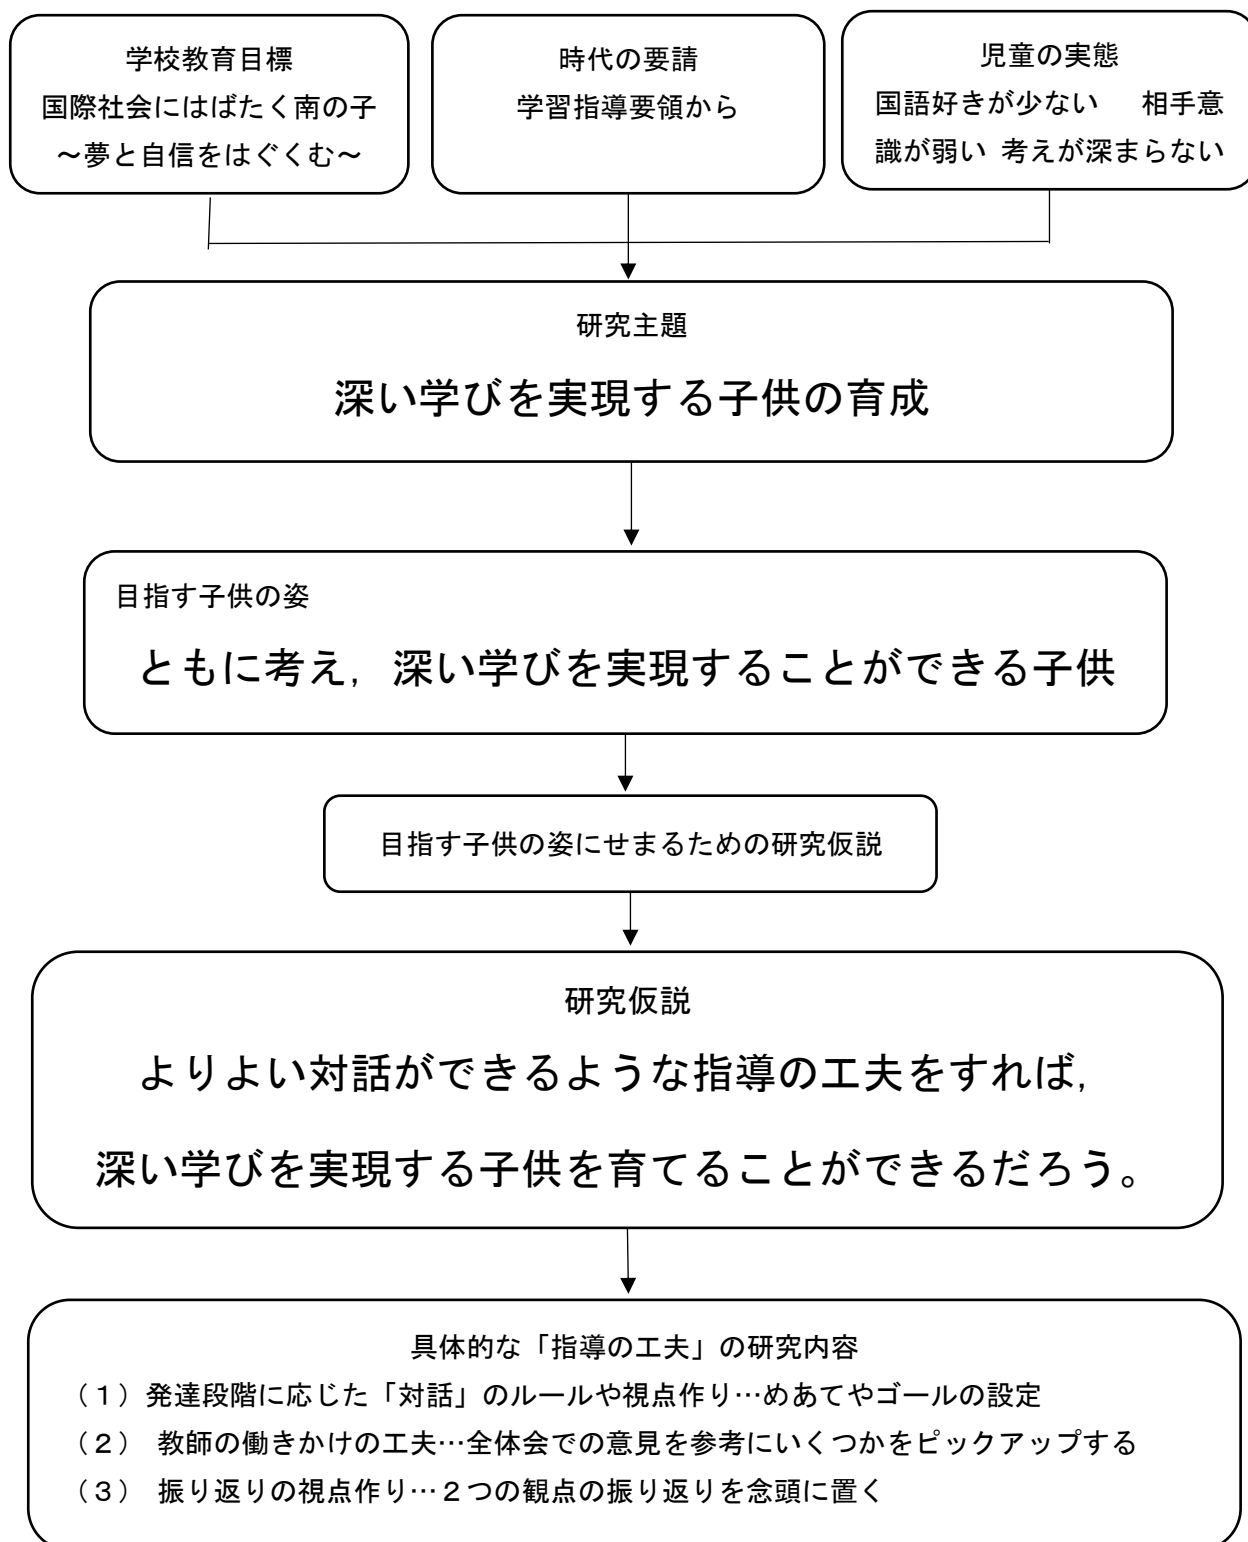 学校教育目標
国際社会にはばたく南の子
～夢と自信をはぐくむ～
時代の要請
学習指導要領から
児童の実態
国語好きが少ない　相手意
識が弱い 考えが深まらない
研究主題
深い学びを実現する子供の育成
目指す子供の姿
ともに考え，深い学びを実現することができる子供
目指す子供の姿にせまるための研究仮説
研究仮説
よりよい対話ができるような指導の工夫をすれば，
深い学びを実現する子供を育てることができるだろう。
具体的な「指導の工夫」の研究内容
（１）発達段階に応じた「対話」のルールや視点作り…めあてやゴールの設定
（２） 教師の働きかけの工夫…全体会での意見を参考にいくつかをピックアップする
（３） 振り返りの視点作り…２つの観点の振り返りを念頭に置く